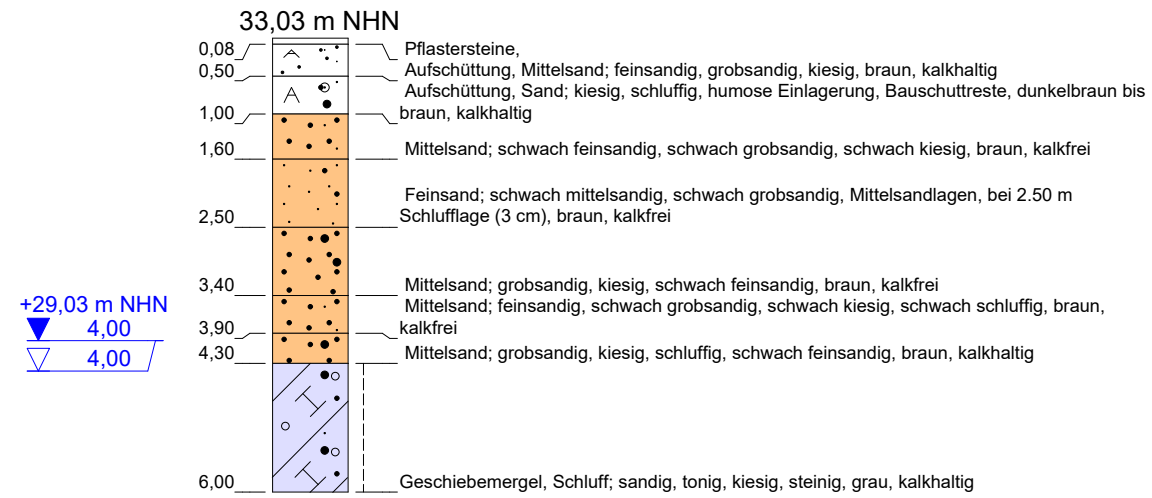 33,03 m NHN
0,08
Pflastersteine,
0,50
Aufschüttung, Mittelsand; feinsandig, grobsandig, kiesig, braun, kalkhaltig
Aufschüttung, Sand; kiesig, schluffig, humose Einlagerung, Bauschuttreste, dunkelbraun bis
1,00
braun, kalkhaltig
1,60
Mittelsand; schwach feinsandig, schwach grobsandig, schwach kiesig, braun, kalkfrei
Feinsand; schwach mittelsandig, schwach grobsandig, Mittelsandlagen, bei 2.50 m
2,50
Schlufflage (3 cm), braun, kalkfrei
3,40
Mittelsand; grobsandig, kiesig, schwach feinsandig, braun, kalkfrei
Mittelsand; feinsandig, schwach grobsandig, schwach kiesig, schwach schluffig, braun,
3,90
kalkfrei
4,30
Mittelsand; grobsandig, kiesig, schluffig, schwach feinsandig, braun, kalkhaltig
+29,03 m NHN
4,00
4,00
6,00
Geschiebemergel, Schluff; sandig, tonig, kiesig, steinig, grau, kalkhaltig